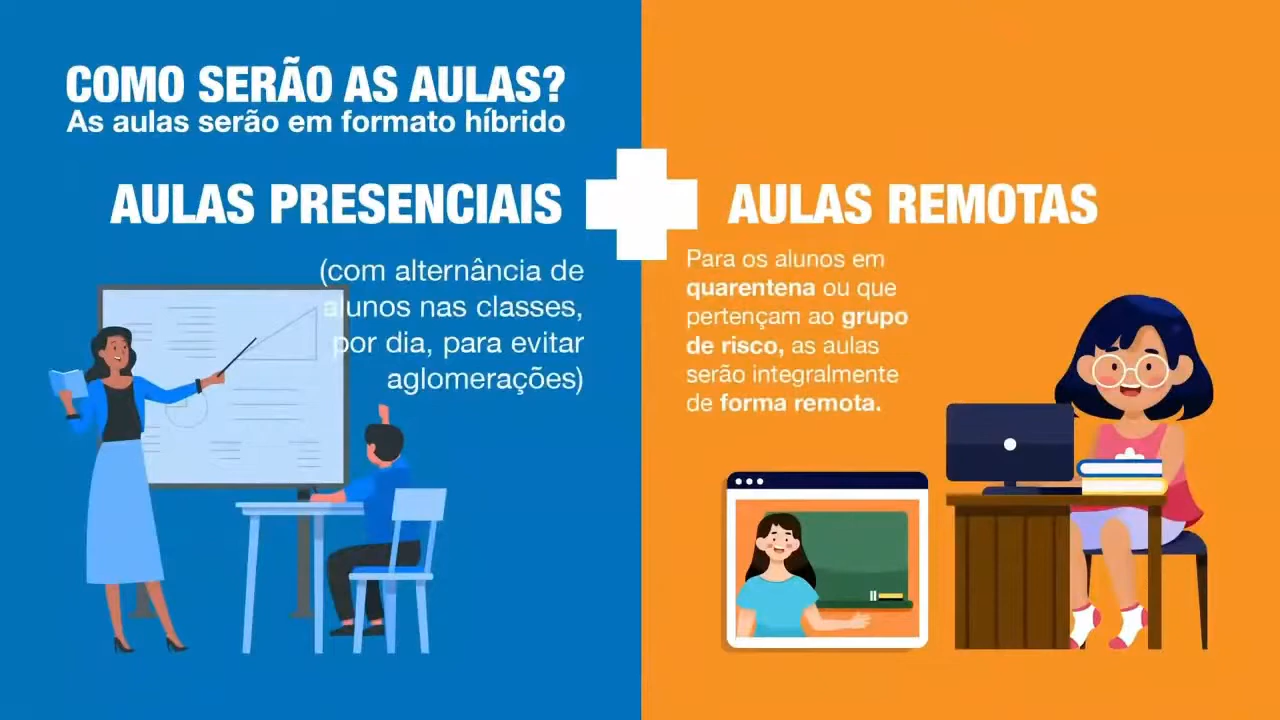 COMO SERÃO AS AULAS?
As aulas serão em formato híbrido
AULAS PRESENCIAIS
(com alternância de
alunos nas classes,
por dia, para evitar
aglomerações)
AULAS REMOTAS
Para os alunos em
quarentena ou que
pertençam ao grupo
de risco, as aulas
serão integralmente
de forma remota.